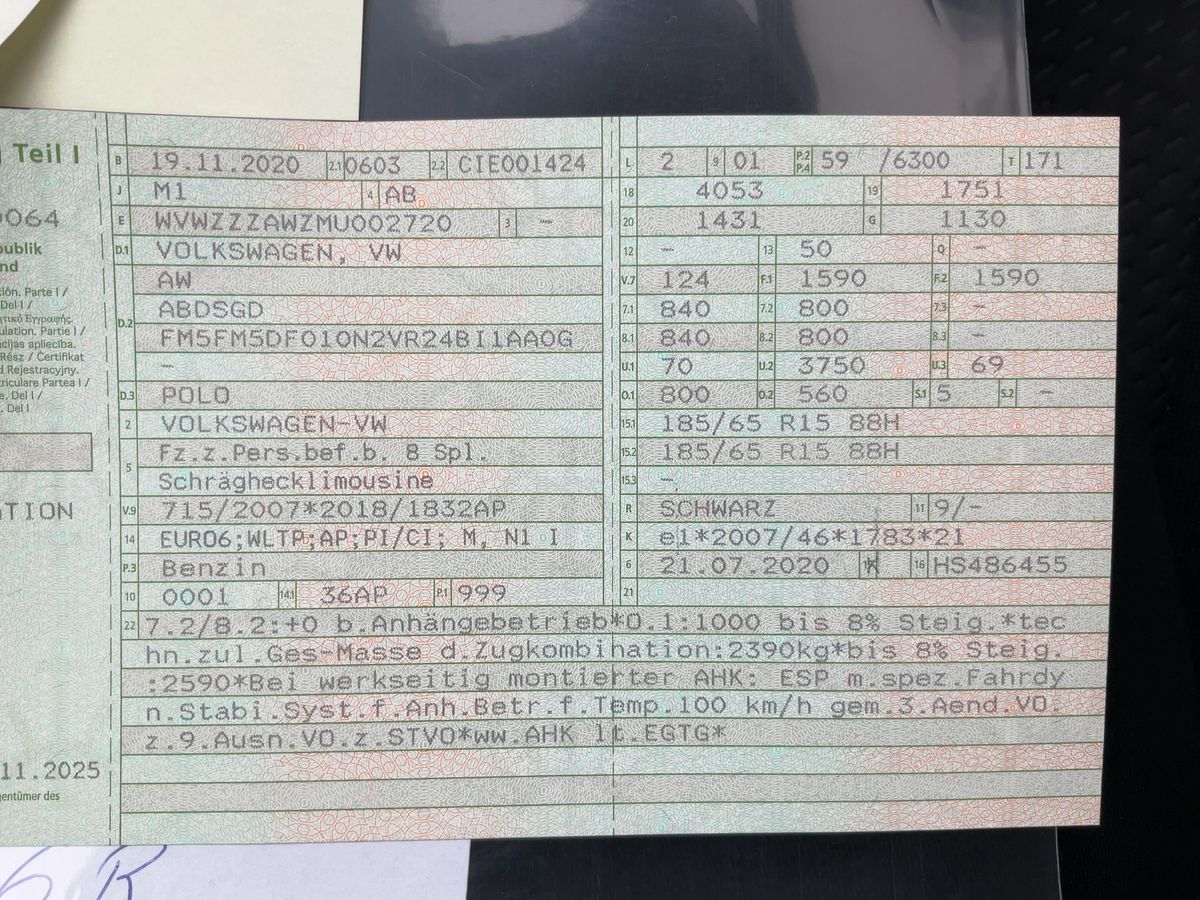 Teil I
0064
publik
nd
ción. Parte I /
Del I /
ητικό Εγγραφής.
ulation. Partie I /
cijas apliecība.
Rész / Certifikat
d Rejestracyjny.
triculare Partea I /
e. Del I /
. Del I
TION
11.2025
entümer des
B 19.11.2020 2.1 0603 2.2 CIE001424
J M1 4 AB
E WVWZZZAWZMU002720 3 —
D.1 VOLKSWAGEN, VW
AW
D.2 ABDSGD
FM5FM5DF010N2VR24BI1AA0G
—
D.3 POLO
2 VOLKSWAGEN-VW
5 Fz.z.Pers.bef.b. 8 Spl.
Schräghecklimousine
V.9 715/2007*2018/1832AP
14 EURO6;WLTP;AP;PI/CI; M, N1 I
P.3 Benzin
10 0001 14.1 36AP P.1 999
L 2 9 01 P.2 P.4 59 /6300 T 171
18 4053 19 1751
20 1431 G 1130
12 — 13 50 Q —
V.7 124 F.1 1590 F.2 1590
7.1 840 7.2 800 7.3 —
8.1 840 8.2 800 8.3 —
U.1 70 U.2 3750 U.3 69
O.1 800 O.2 560 S.1 5 S.2 —
15.1 185/65 R15 88H
15.2 185/65 R15 88H
15.3 —
R SCHWARZ 11 9/-
K e1*2007/46*1783*21
6 21.07.2020 17 K 16 HS486455
21
22 7.2/8.2:+0 b.Anhängebetrieb*O.1:1000 bis 8% Steig.*tec
hn.zul.Ges-Masse d.Zugkombination:2390kg*bis 8% Steig.
:2590*Bei werkseitig montierter AHK: ESP m.spez.Fahrdy
n.Stabi.Syst.f.Anh.Betr.f.Temp.100 km/h gem.3.Aend.VO.
z.9.Ausn.VO.z.STVO*ww.AHK lt.EGTG*